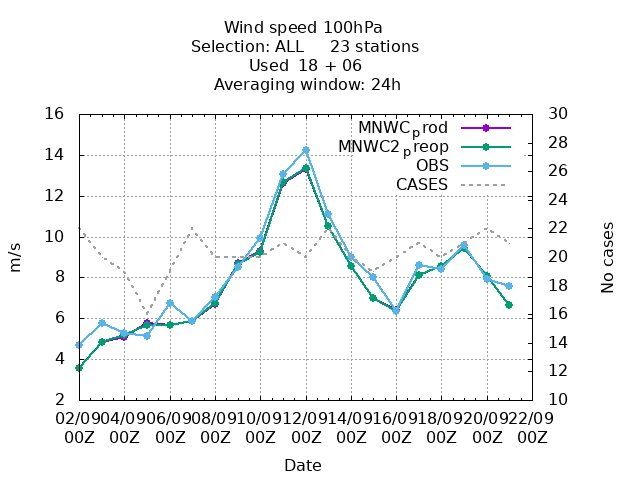 Wind speed 100hPa
Selection: ALL 23 stations
Used 18 + 06
Averaging window: 24h
16 30
14 28
12 26
10 24
8 22
6 20
4 18
2 16
14
12
10
MNWCprod
MNWC2preop
OBS
CASES
m/s
No cases
02/09 04/09 06/09 08/09 10/09 12/09 14/09 16/09 18/09 20/09 22/09
00Z 00Z 00Z 00Z 00Z 00Z 00Z 00Z 00Z 00Z 00Z
Date